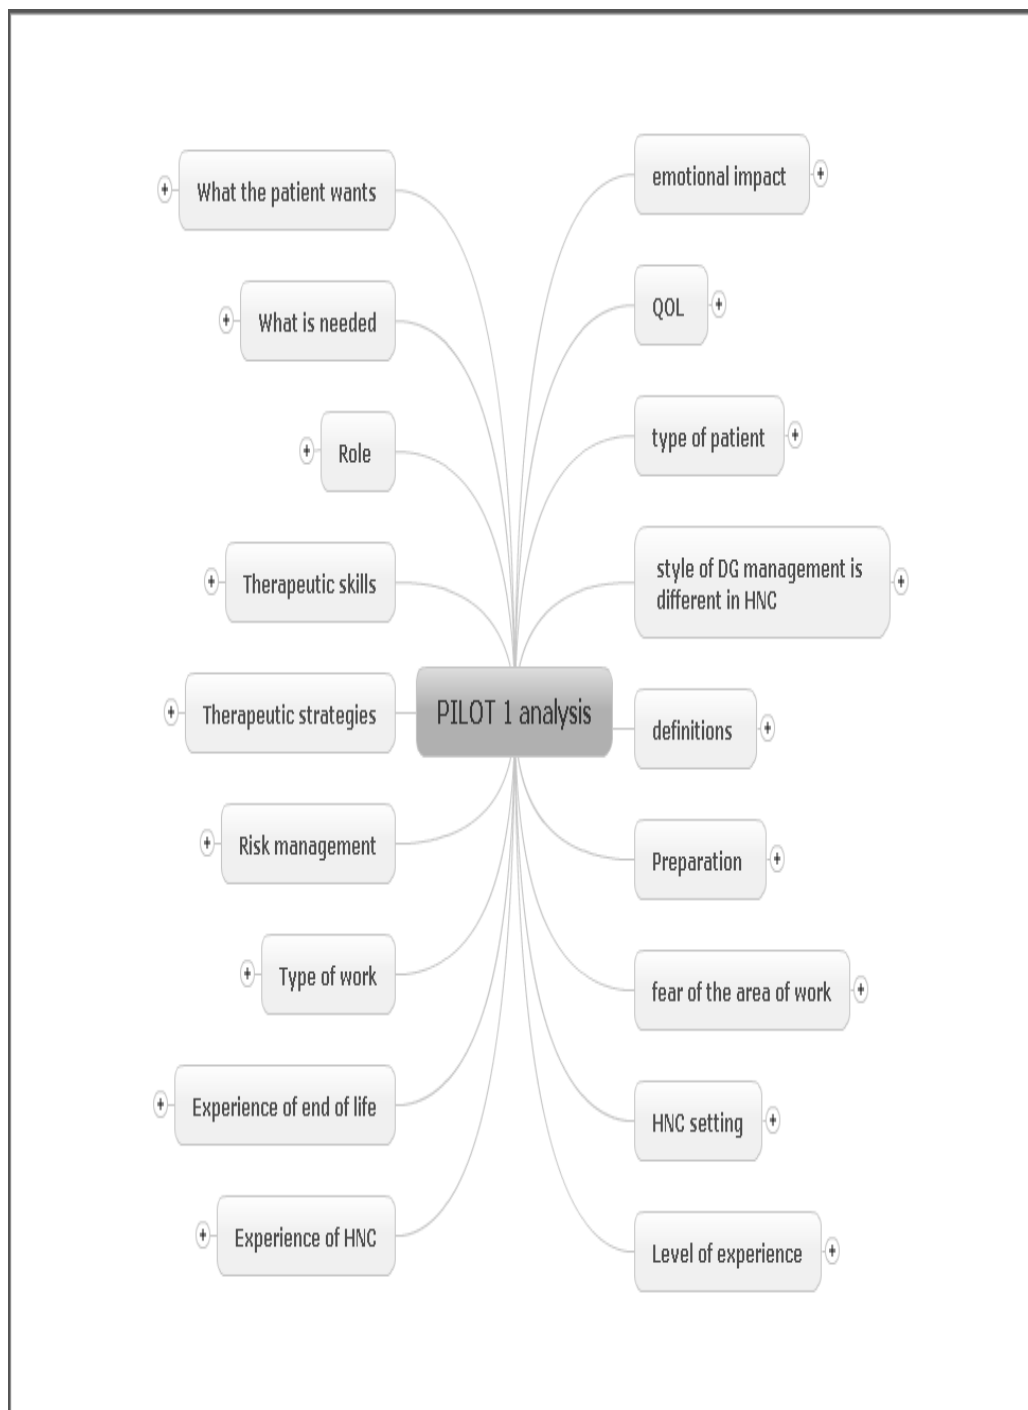 What the patient wants
What is needed
Role
Therapeutic skills
Therapeutic strategies
Risk management
Type of work
Experience of end of life
Experience of HNC
PILOT 1 analysis
emotional impact
QOL
type of patient
style of DG management is
different in HNC
definitions
Preparation
fear of the area of work
HNC setting
Level of experience